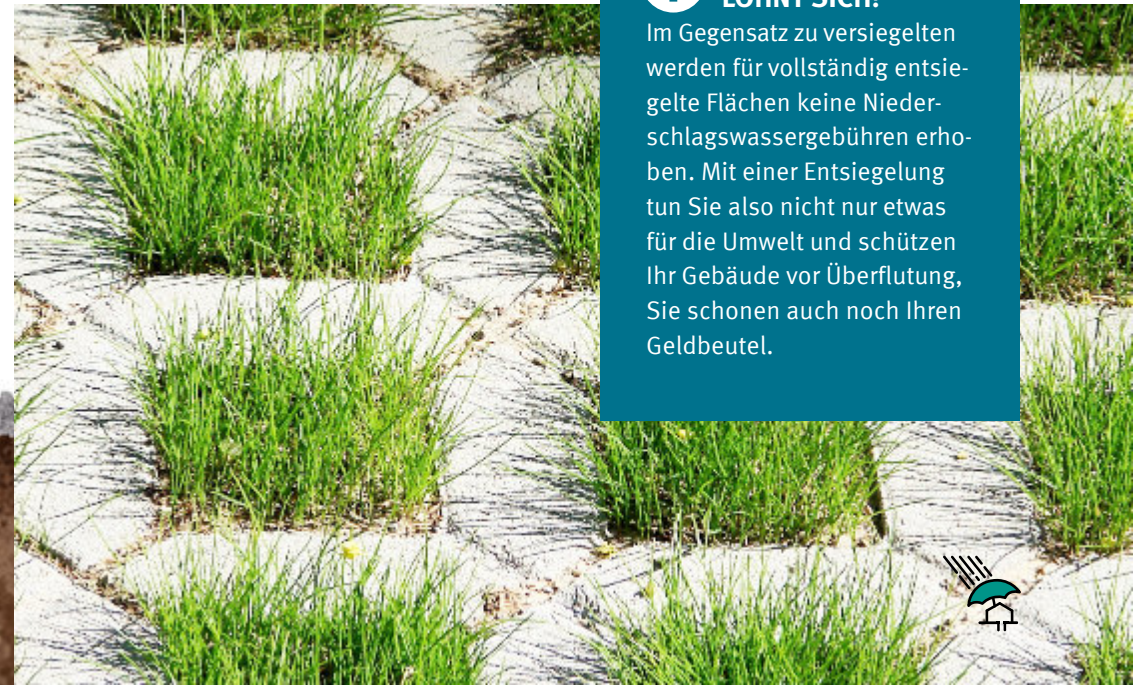 Lohnt Sich!
Im Gegensatz zu versiegelten
werden für vollständig entsie-
gelte Flächen keine Nieder-
schlagswassergebühren erho-
ben. Mit einer Entsiegelung
tun Sie also nicht nur etwas
für die Umwelt und schützen
Ihr Gebäude vor Überflutung,
Sie schonen auch noch Ihren
Geldbeutel.